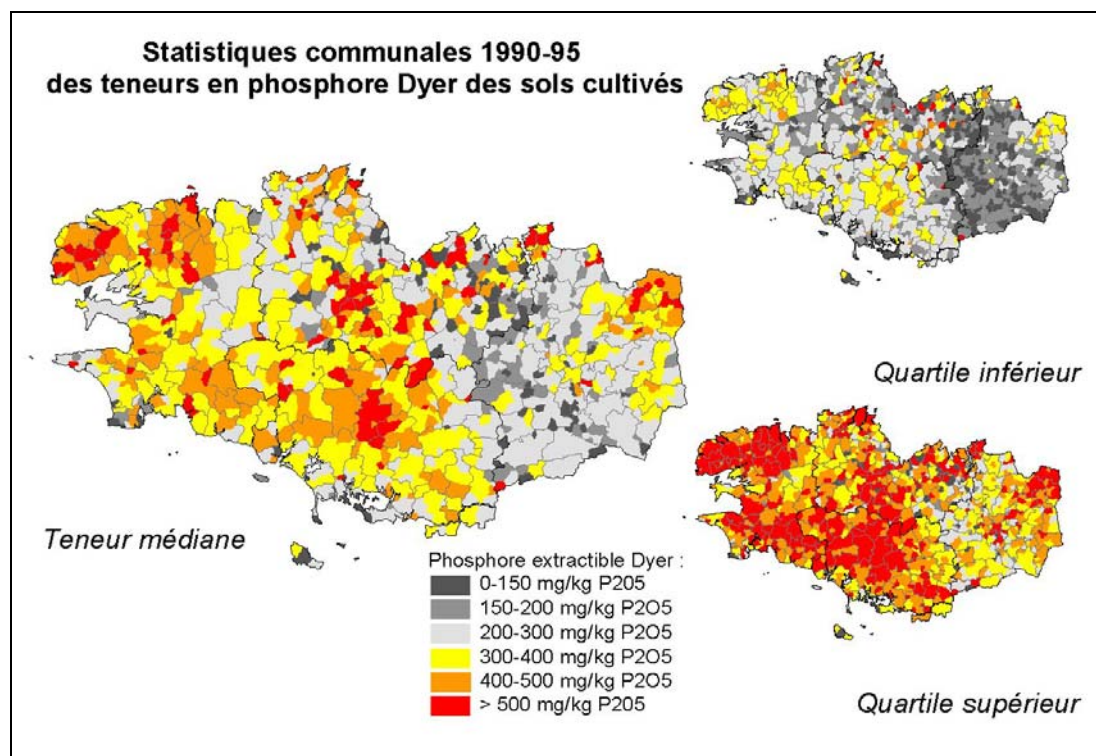 Statistiques communales 1990-95
des teneurs en phosphore Dyer des sols cultivés
Quartile inférieur
Teneur médiane
Phosphore extractible Dyer :
0-150 mg/kg P205
150-200 mg/kg P2O5
200-300 mg/kg P2O5
300-400 mg/kg P2O5
400-500 mg/kg P2O5
> 500 mg/kg P205
Quartile supérieur